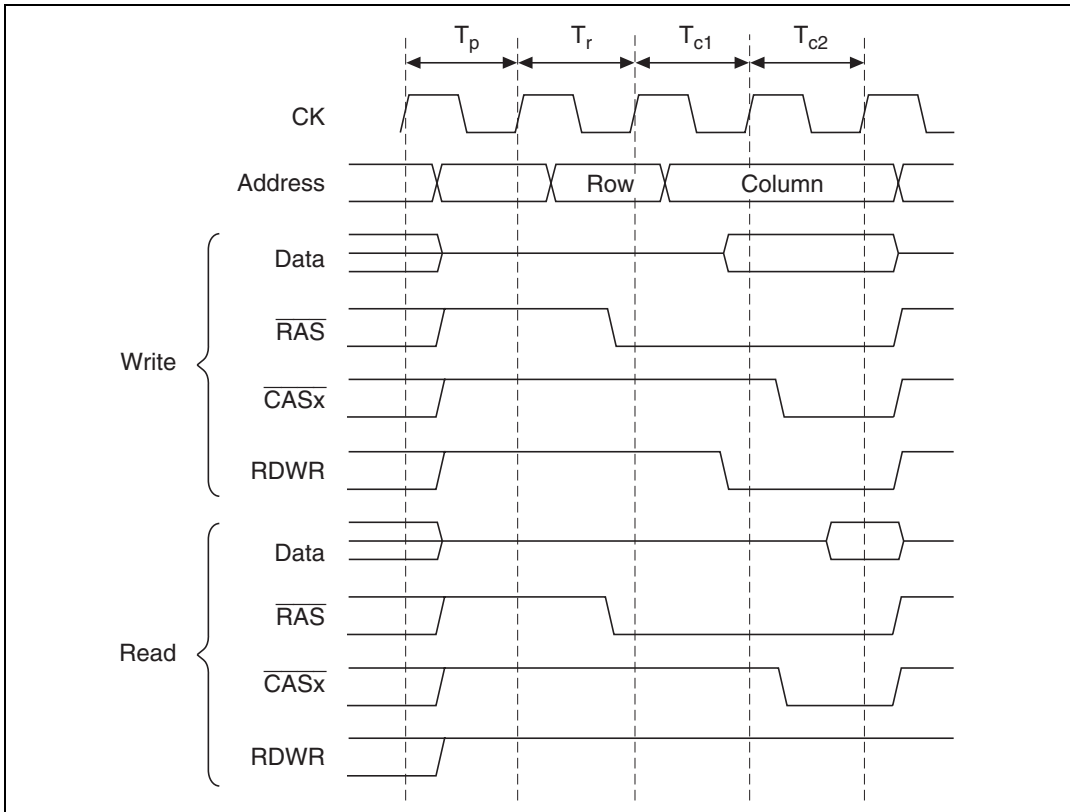 Tp Tr Tc1 Tc2
CK
Address Row Column
Data
RAS
Write
CASx
RDWR
Data
RAS
Read
CASx
RDWR